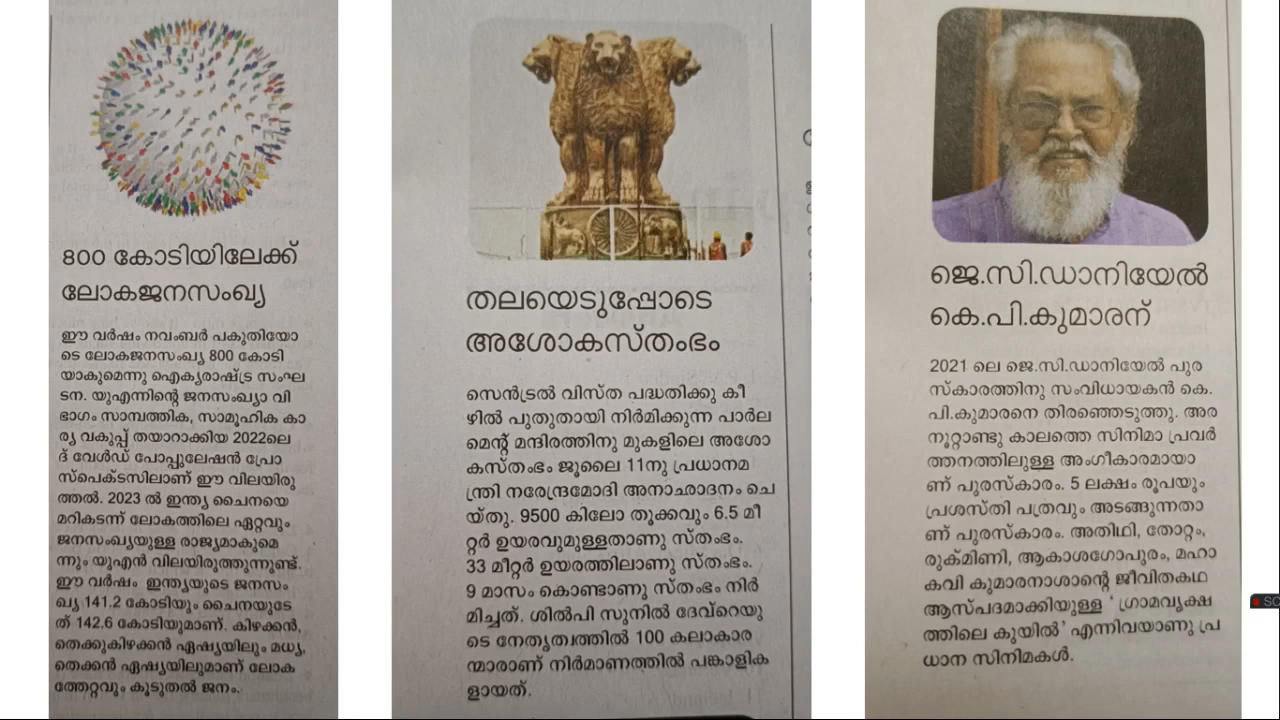 800 കോടിയിലേക്ക്
ലോകജനസംഖ്യ
ഈ വർഷം നവംബർ പകുതിയോ
ടെ ലോകജനസംഖ്യ 800 കോടി
യാകുമെന്നു ഐക്യരാഷ്ട്ര സംഘ
ടന. യുഎന്നിന്റെ ജനസംഖ്യാ വി
ഭാഗം സാമ്പത്തിക, സാമൂഹിക കാ
ര്യ വകുപ്പ് തയാറാക്കിയ 2022ലെ
ദ് വേൾഡ് പോപ്പുലേഷൻ പ്രോ
സ്പെക്ടസിലാണ് ഈ വിലയിരു
ത്തൽ. 2023 ൽ ഇന്ത്യ ചൈനയെ
മറികടന്ന് ലോകത്തിലെ ഏറ്റവും
ജനസംഖ്യയുള്ള രാജ്യമാകുമെ
ന്നും യുഎൻ വിലയിരുത്തുന്നുണ്ട്.
ഈ വർഷം ഇന്ത്യയുടെ ജനസം
ഖ്യ 141.2 കോടിയും ചൈനയുടേ
ത് 142.6 കോടിയുമാണ്. കിഴക്കൻ,
തെക്കുകിഴക്കൻ ഏഷ്യയിലും മധ്യ,
തെക്കൻ ഏഷ്യയിലുമാണ് ലോക
ത്തേറ്റവും കൂടുതൽ ജനം.
തലയെടുപ്പോടെ
അശോകസ്തംഭം
സെൻട്രൽ വിസ്ത പദ്ധതിക്കു കീ
ഴിൽ പുതുതായി നിർമിക്കുന്ന പാർല
മെന്റ് മന്ദിരത്തിനു മുകളിലെ അശോ
കസ്തംഭം ജൂലൈ 11നു പ്രധാനമ
ന്ത്രി നരേന്ദ്രമോദി അനാഛാദനം ചെ
യ്തു. 9500 കിലോ തൂക്കവും 6.5 മീ
റ്റർ ഉയരവുമുള്ളതാണു സ്തംഭം.
33 മീറ്റർ ഉയരത്തിലാണു സ്തംഭം.
9 മാസം കൊണ്ടാണു സ്തംഭം നിർ
മിച്ചത്. ശിൽപി സുനിൽ ദേവ്റെയു
ടെ നേതൃത്വത്തിൽ 100 കലാകാര
ന്മാരാണ് നിർമാണത്തിൽ പങ്കാളിക
ളായത്.
ജെ.സി.ഡാനിയേൽ
കെ.പി.കുമാരന്
2021 ലെ ജെ.സി.ഡാനിയേൽ പുര
സ്കാരത്തിനു സംവിധായകൻ കെ.
പി.കുമാരനെ തിരഞ്ഞെടുത്തു. അര
നൂറ്റാണ്ടു കാലത്തെ സിനിമാ പ്രവർ
ത്തനത്തിലുള്ള അംഗീകാരമായാ
ണ് പുരസ്കാരം. 5 ലക്ഷം രൂപയും
പ്രശസ്തി പത്രവും അടങ്ങുന്നതാ
ണ് പുരസ്കാരം. അതിഥി, തോറ്റം,
രുക്മിണി, ആകാശഗോപുരം, മഹാ
കവി കുമാരനാശാന്റെ ജീവിതകഥ
ആസ്പദമാക്കിയുള്ള ' ഗ്രാമവൃക്ഷ
ത്തിലെ കുയിൽ' എന്നിവയാണു പ്ര
ധാന സിനിമകൾ.